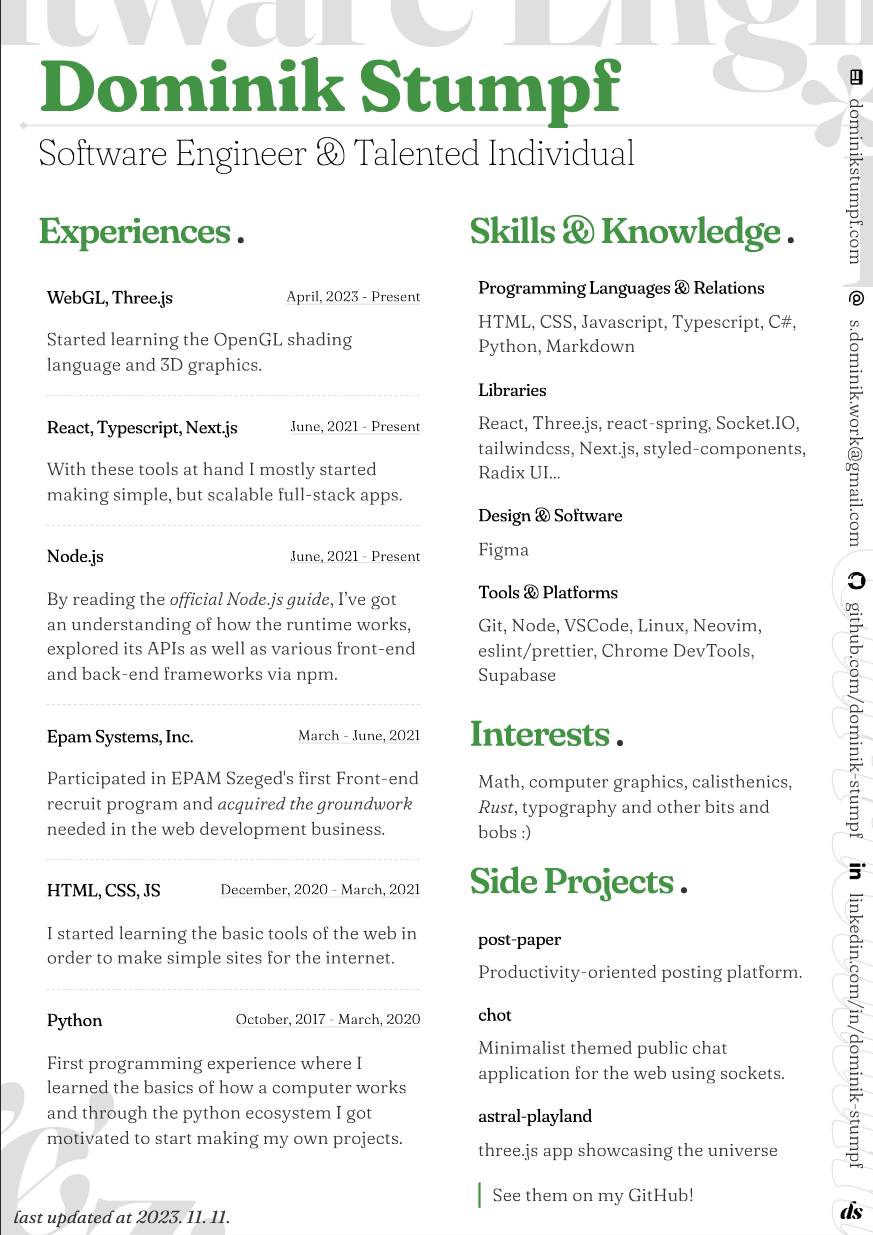 Dominik Stumpf
Software Engineer & Talented Individual
Experiences .
WebGL, Three.js April, 2023 - Present
Started learning the OpenGL shading
language and 3D graphics.
React, Typescript, Next.js June, 2021 - Present
With these tools at hand I mostly started
making simple, but scalable full-stack apps.
Node.js June, 2021 - Present
By reading the official Node.js guide, I've got
an understanding of how the runtime works,
explored its APIs as well as various front-end
and back-end frameworks via npm.
Epam Systems, Inc. March - June, 2021
Participated in EPAM Szeged's first Front-end
recruit program and acquired the groundwork
needed in the web development business.
HTML, CSS, JS December, 2020 - March, 2021
I started learning the basic tools of the web in
order to make simple sites for the internet.
Python October, 2017 - March, 2020
First programming experience where I
learned the basics of how a computer works
and through the python ecosystem I got
motivated to start making my own projects.
last updated at 2023. 11. 11.
Skills & Knowledge .
Programming Languages & Relations
HTML, CSS, Javascript, Typescript, C#,
Python, Markdown
Libraries
React, Three.js, react-spring, Socket.IO,
tailwindcss, Next.js, styled-components,
Radix UI...
Design & Software
Figma
Tools & Platforms
Git, Node, VSCode, Linux, Neovim,
eslint/prettier, Chrome DevTools,
Supabase
Interests .
Math, computer graphics, calisthenics,
Rust, typography and other bits and
bobs :)
Side Projects .
post-paper
Productivity-oriented posting platform.
chot
Minimalist themed public chat
application for the web using sockets.
astral-playland
three.js app showcasing the universe
See them on my GitHub!
dominikstumpf.com
s.dominik.work@gmail.com
github.com/dominik-stumpf
linkedin.com/in/dominik-stumpf
ds